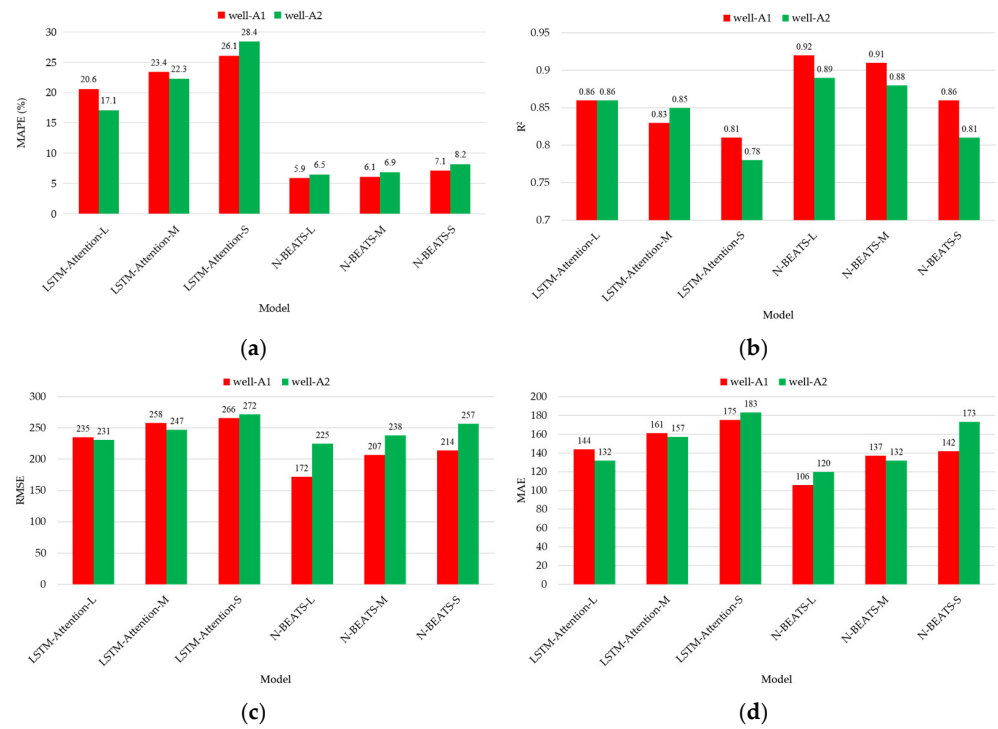 well-A1 well-A2
30
25
20
15
10
5
0
MAPE (%)
20.6 17.1 23.4 22.3 26.1 28.4 5.9 6.5 6.1 6.9 7.1 8.2
LSTM-Attention-L LSTM-Attention-M LSTM-Attention-S N-BEATS-L N-BEATS-M N-BEATS-S
Model
(a)
well-A1 well-A2
0.95
0.9
0.85
0.8
0.75
0.7
R²
0.86 0.86 0.83 0.85 0.81 0.78 0.92 0.89 0.91 0.88 0.86 0.81
LSTM-Attention-L LSTM-Attention-M LSTM-Attention-S N-BEATS-L N-BEATS-M N-BEATS-S
Model
(b)
well-A1 well-A2
300
250
200
150
100
50
0
RMSE
235 231 258 247 266 272 172 225 207 238 214 257
LSTM-Attention-L LSTM-Attention-M LSTM-Attention-S N-BEATS-L N-BEATS-M N-BEATS-S
Model
(c)
well-A1 well-A2
200
180
160
140
120
100
80
60
40
20
0
MAE
144 132 161 157 175 183 106 120 137 132 142 173
LSTM-Attention-L LSTM-Attention-M LSTM-Attention-S N-BEATS-L N-BEATS-M N-BEATS-S
Model
(d)